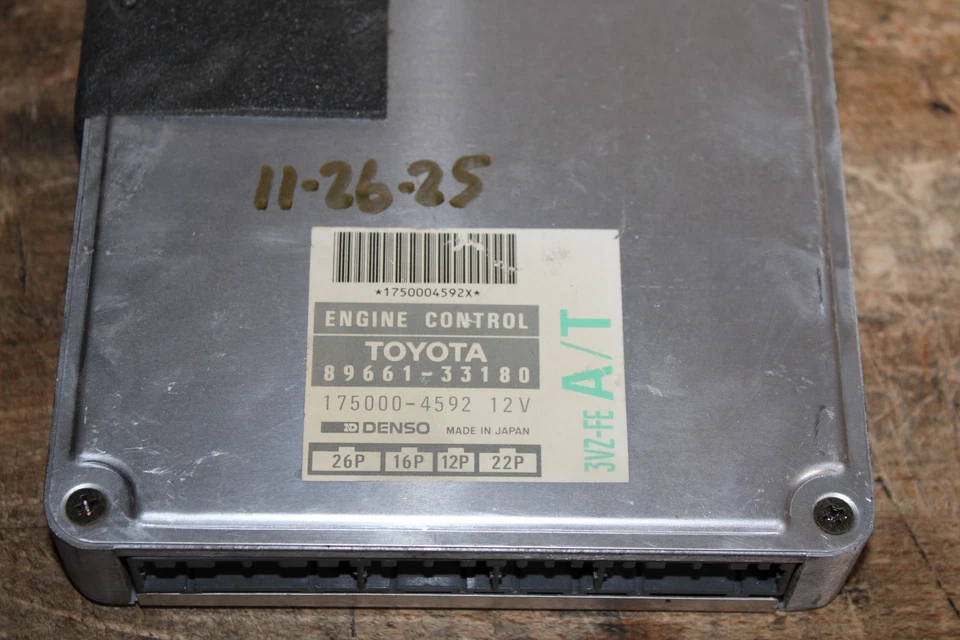 11-26-25
*1750004592X*
ENGINE CONTROL
TOYOTA
89661-33180
175000-4592 12V
ND DENSO MADE IN JAPAN
26P 16P 12P 22P
3VZ-FE A/T